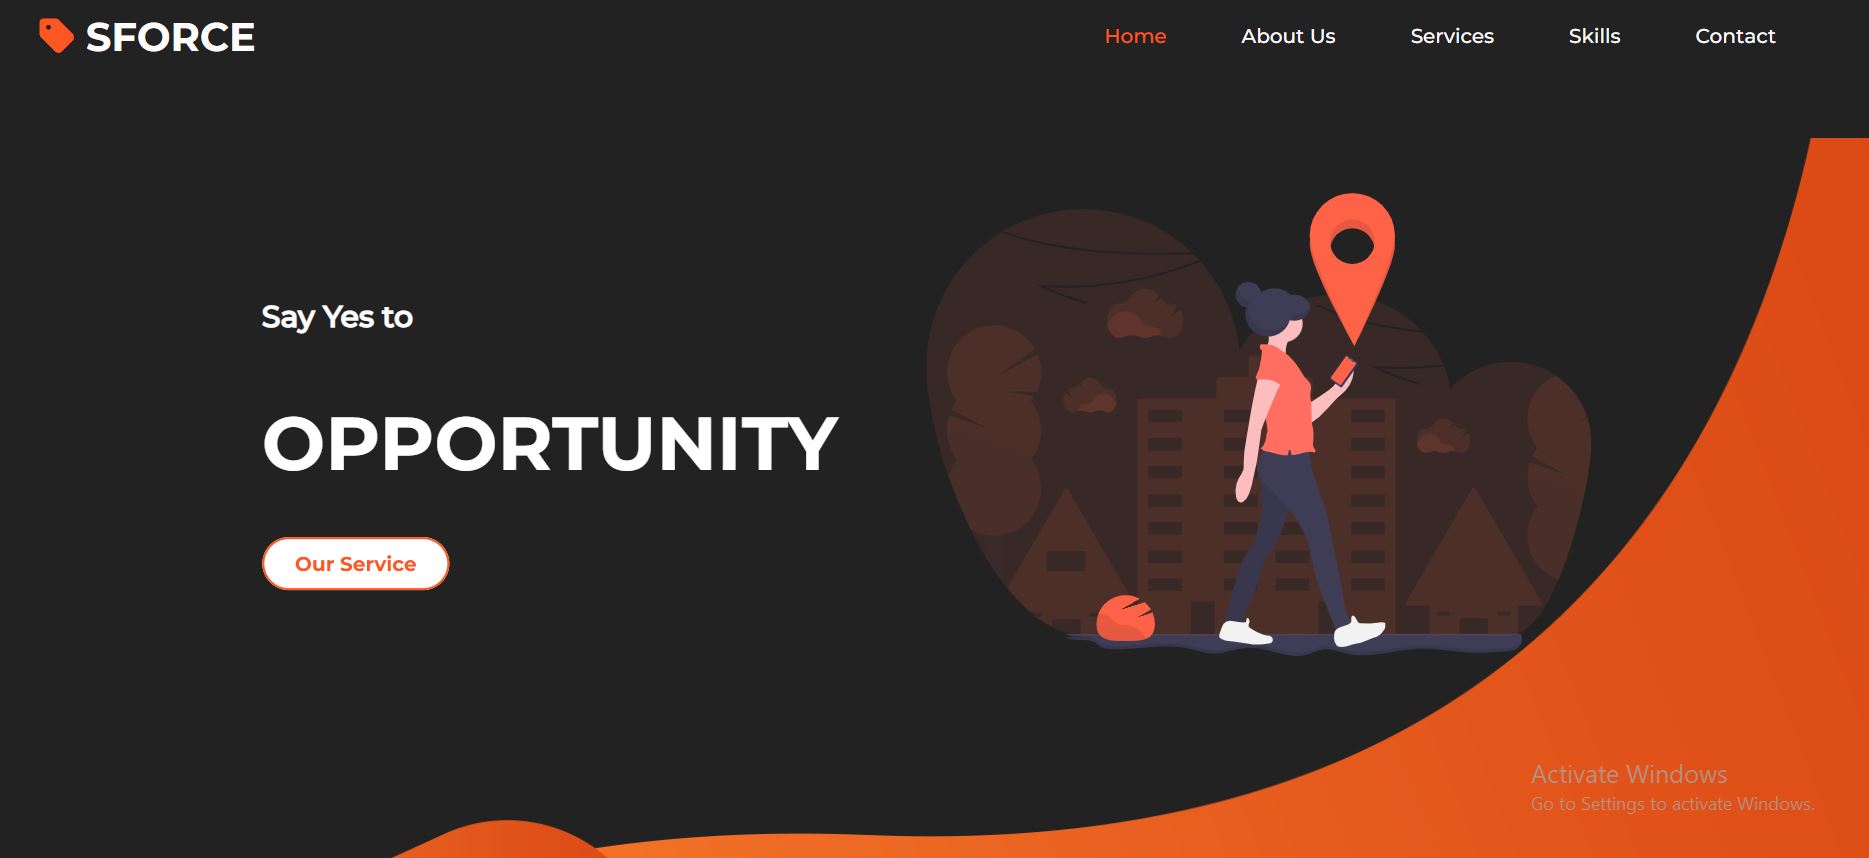 SFORCE
Home
About Us
Services
Skills
Contact
Say Yes to
OPPORTUNITY
Our Service
Activate Windows
Go to Settings to activate Windows.